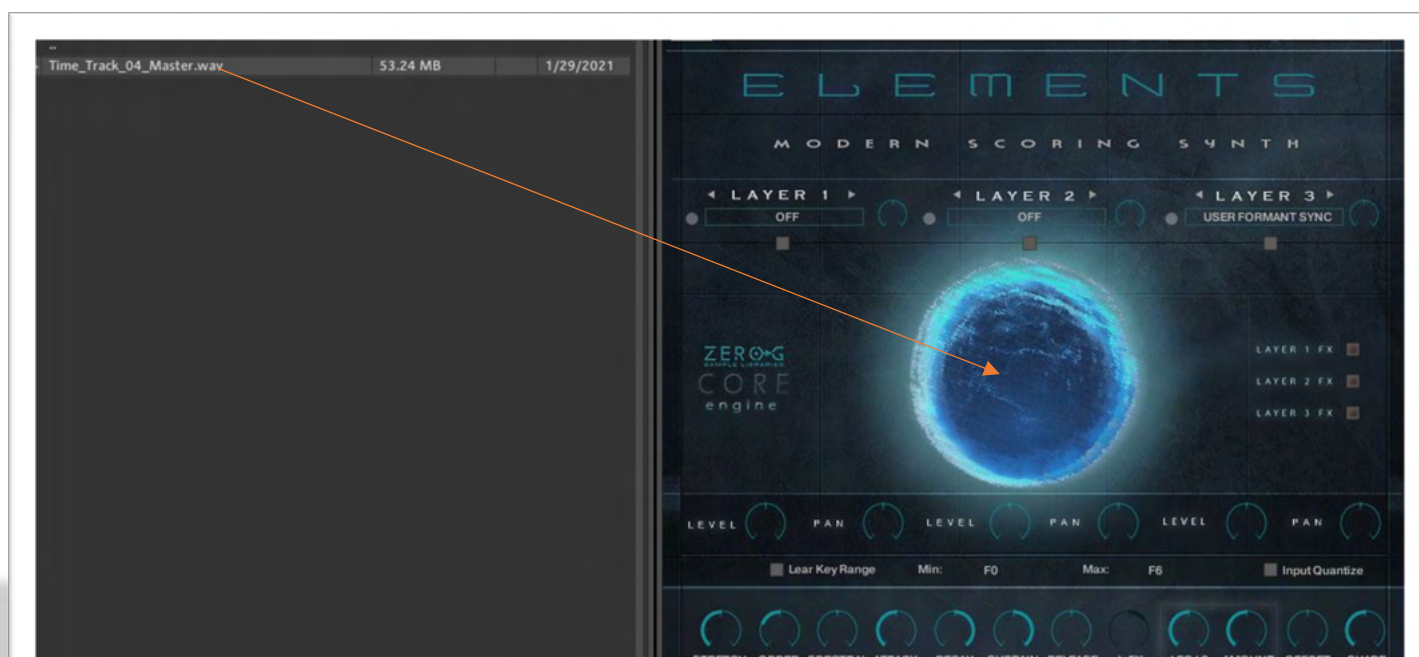 ..
Time_Track_04_Master.wav 53.24 MB 1/29/2021
ELEMENTS
MODERN SCORING SYNTH
LAYER 1 LAYER 2 LAYER 3
OFF OFF USER FORMANT SYNC
ZERO-G
SAMPLE LIBRARIES
CORE
engine
LAYER 1 FX
LAYER 2 FX
LAYER 3 FX
LEVEL PAN LEVEL PAN LEVEL PAN
Lear Key Range Min: F0 Max: F6 Input Quantize